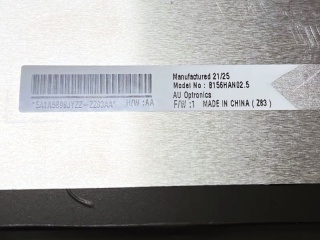 Manufactured 21/25
Model No : B156HAN02.5
AU Optronics
H/W :AA F/W :1 MADE IN CHINA ( Z83 )